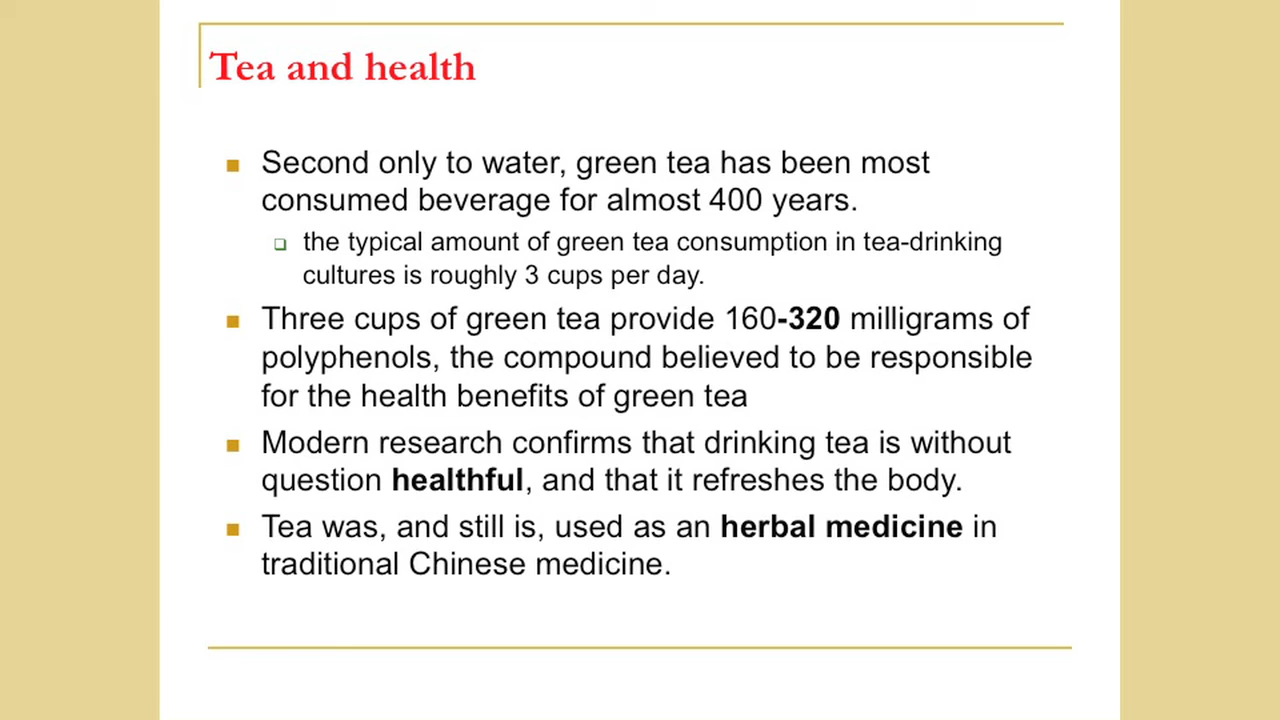 Tea and health
Second only to water, green tea has been most
consumed beverage for almost 400 years.
the typical amount of green tea consumption in tea-drinking
cultures is roughly 3 cups per day.
Three cups of green tea provide 160-320 milligrams of
polyphenols, the compound believed to be responsible
for the health benefits of green tea
Modern research confirms that drinking tea is without
question healthful, and that it refreshes the body.
Tea was, and still is, used as an herbal medicine in
traditional Chinese medicine.